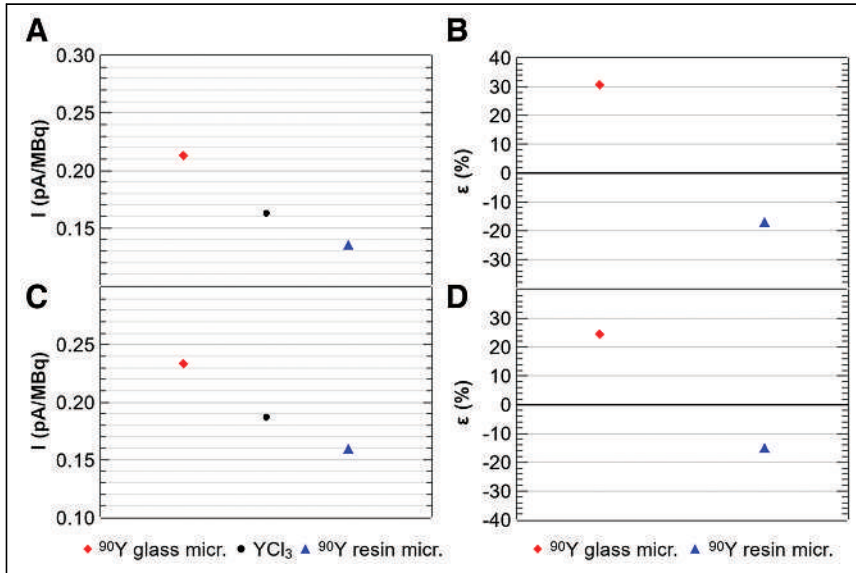 A
0.30
0.25
0.20
0.15
I (pA/MBq)
B
40
30
20
10
0
-10
-20
-30
ε (%)
C
0.25
0.20
0.15
0.10
I (pA/MBq)
D
30
20
10
0
-10
-20
-30
-40
ε (%)
⁹⁰Y glass micr. YCl₃ ⁹⁰Y resin micr.
⁹⁰Y glass micr. ⁹⁰Y resin micr.